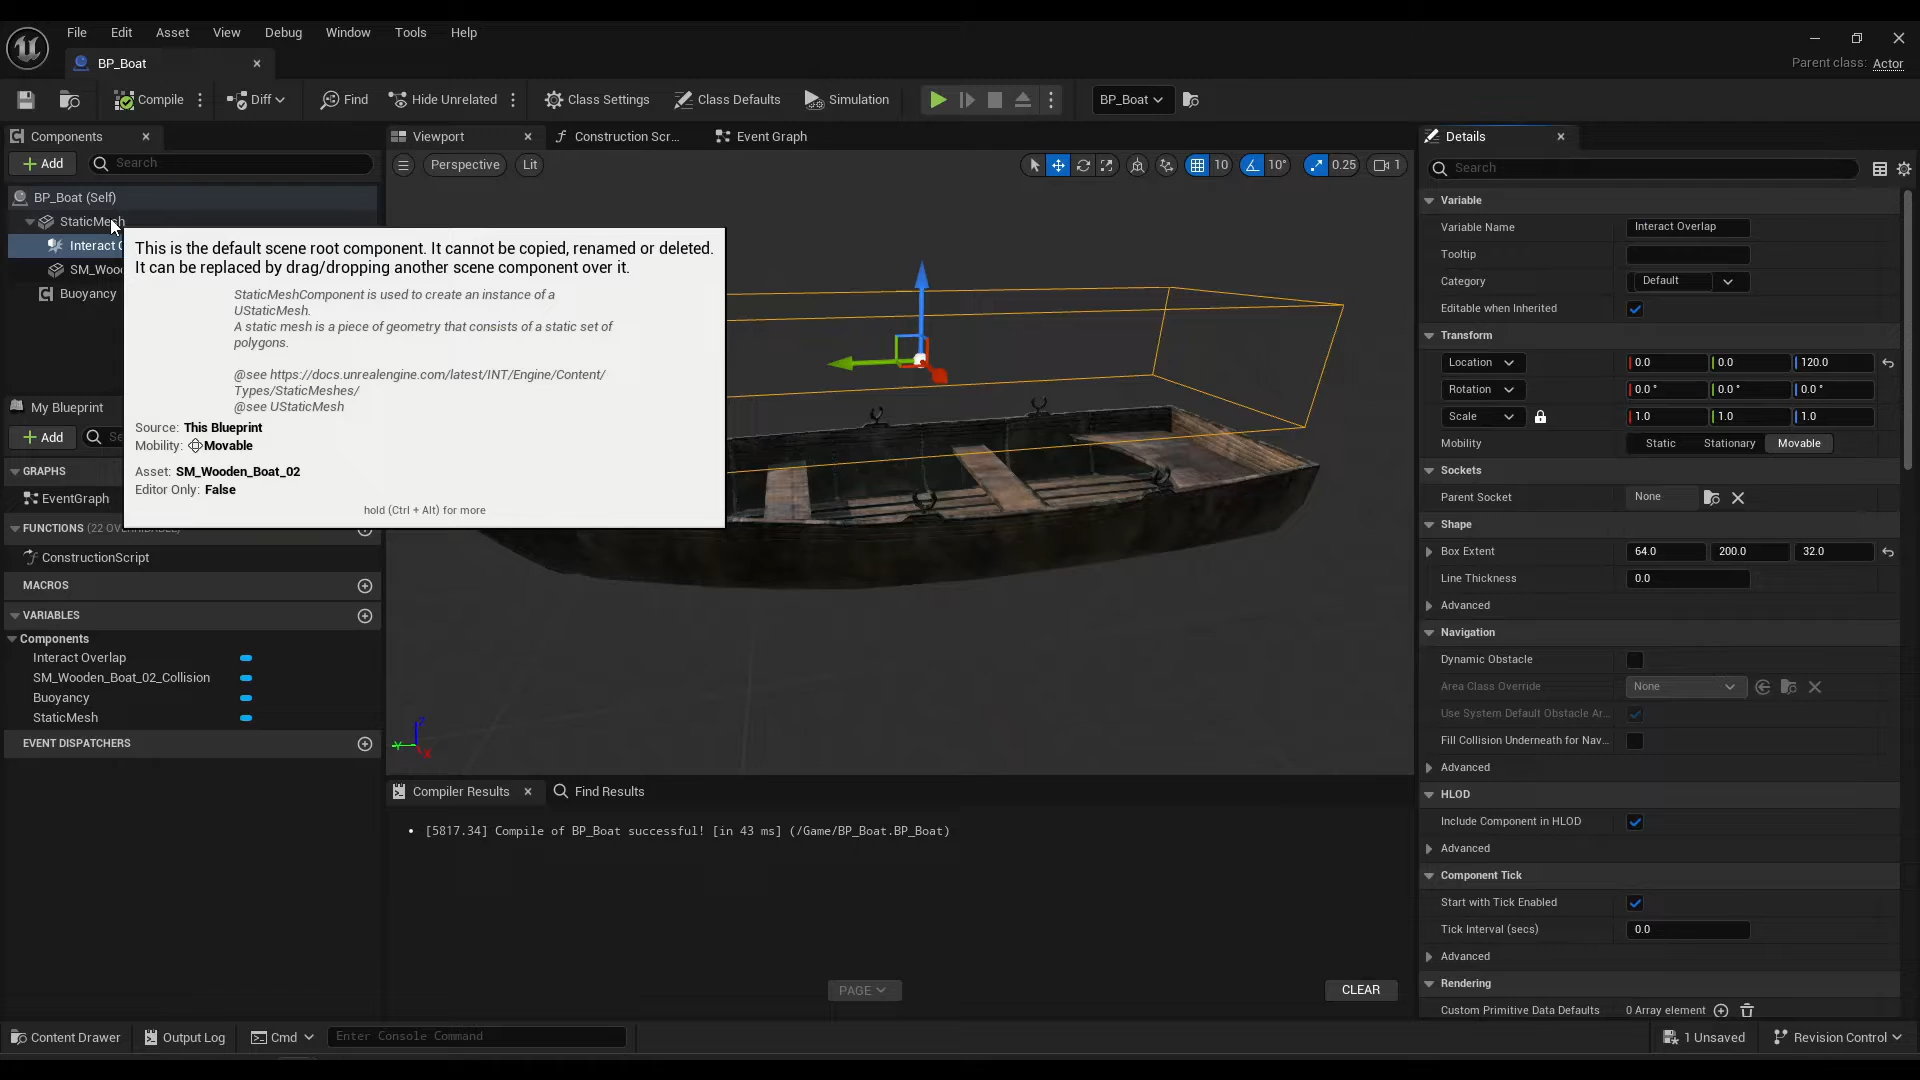 File
Edit
Asset
View
Debug
Window
Tools
Help
BP_Boat
Parent class: Actor
Compile
Diff
Find
Hide Unrelated
Class Settings
Class Defaults
Simulation
BP_Boat
Components
Add
Search
BP_Boat (Self)
StaticMesh
Interact
SM_Woo
Buoyancy
This is the default scene root component. It cannot be copied, renamed or deleted.
It can be replaced by drag/dropping another scene component over it.
StaticMeshComponent is used to create an instance of a
UStaticMesh.
A static mesh is a piece of geometry that consists of a static set of
polygons.
@see https://docs.unrealengine.com/latest/INT/Engine/Content/
Types/StaticMeshes/
@see UStaticMesh
Source: This Blueprint
Mobility: Movable
Asset: SM_Wooden_Boat_02
Editor Only: False
hold (Ctrl + Alt) for more
My Blueprint
Add
Se
GRAPHS
EventGraph
FUNCTIONS
ConstructionScript
MACROS
VARIABLES
Components
Interact Overlap
SM_Wooden_Boat_02_Collision
Buoyancy
StaticMesh
EVENT DISPATCHERS
Viewport
Construction Scr...
Event Graph
Perspective
Lit
10
10°
0.25
1
Z
Y
X
Compiler Results
Find Results
• [5817.34] Compile of BP_Boat successful! [in 43 ms] (/Game/BP_Boat.BP_Boat)
PAGE
CLEAR
Details
Search
Variable
Variable Name Interact Overlap
Tooltip
Category Default
Editable when Inherited
Transform
Location 0.0 0.0 120.0
Rotation 0.0 ° 0.0 ° 0.0 °
Scale 1.0 1.0 1.0
Mobility Static Stationary Movable
Sockets
Parent Socket None
Shape
Box Extent 64.0 200.0 32.0
Line Thickness 0.0
Advanced
Navigation
Dynamic Obstacle
Area Class Override None
Use System Default Obstacle Ar...
Fill Collision Underneath for Nav...
Advanced
HLOD
Include Component in HLOD
Advanced
Component Tick
Start with Tick Enabled
Tick Interval (secs) 0.0
Advanced
Rendering
Custom Primitive Data Defaults 0 Array element
Content Drawer
Output Log
Cmd
Enter Console Command
1 Unsaved
Revision Control